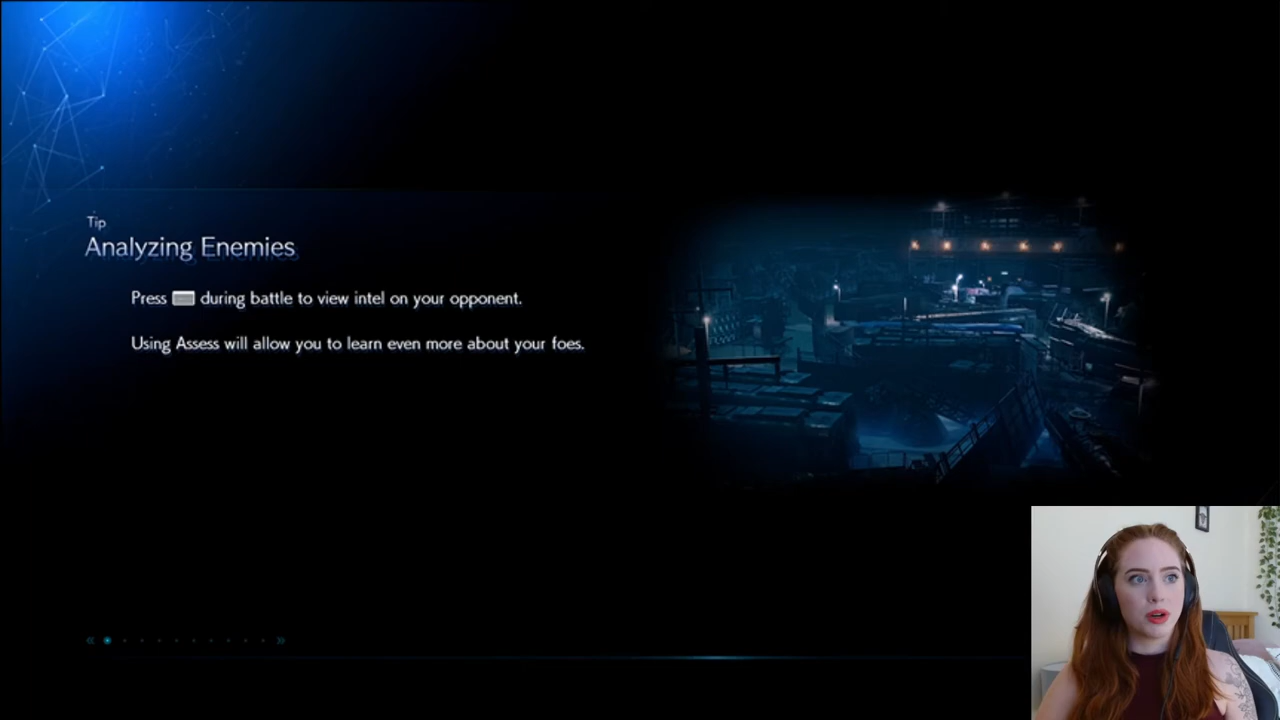 Tip
Analyzing Enemies
Press during battle to view intel on your opponent.
Using Assess will allow you to learn even more about your foes.